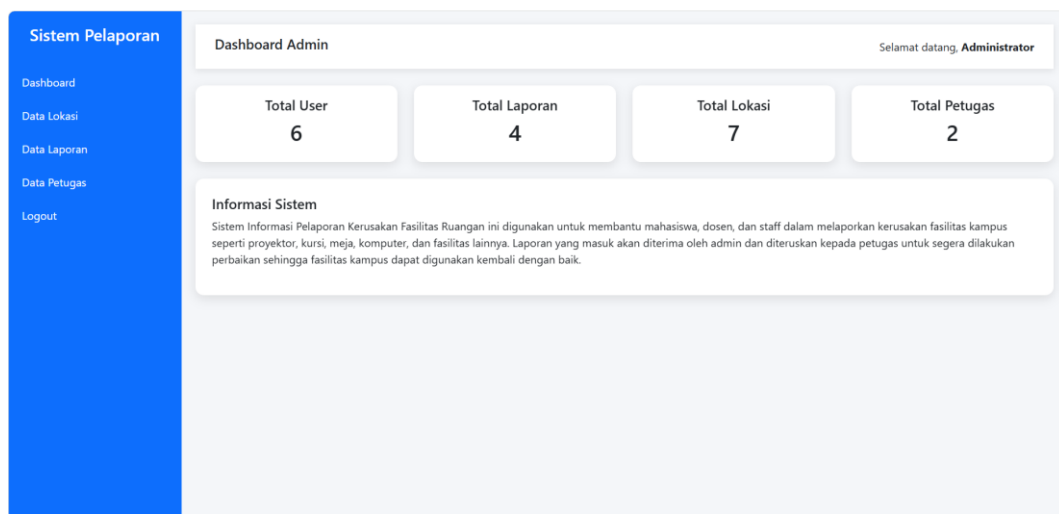 Sistem Pelaporan
Dashboard
Data Lokasi
Data Laporan
Data Petugas
Logout
Dashboard Admin
Selamat datang, Administrator
Total User
6
Total Laporan
4
Total Lokasi
7
Total Petugas
2
Informasi Sistem
Sistem Informasi Pelaporan Kerusakan Fasilitas Ruangan ini digunakan untuk membantu mahasiswa, dosen, dan staff dalam melaporkan kerusakan fasilitas kampus
seperti proyektor, kursi, meja, komputer, dan fasilitas lainnya. Laporan yang masuk akan diterima oleh admin dan diteruskan kepada petugas untuk segera dilakukan
perbaikan sehingga fasilitas kampus dapat digunakan kembali dengan baik.